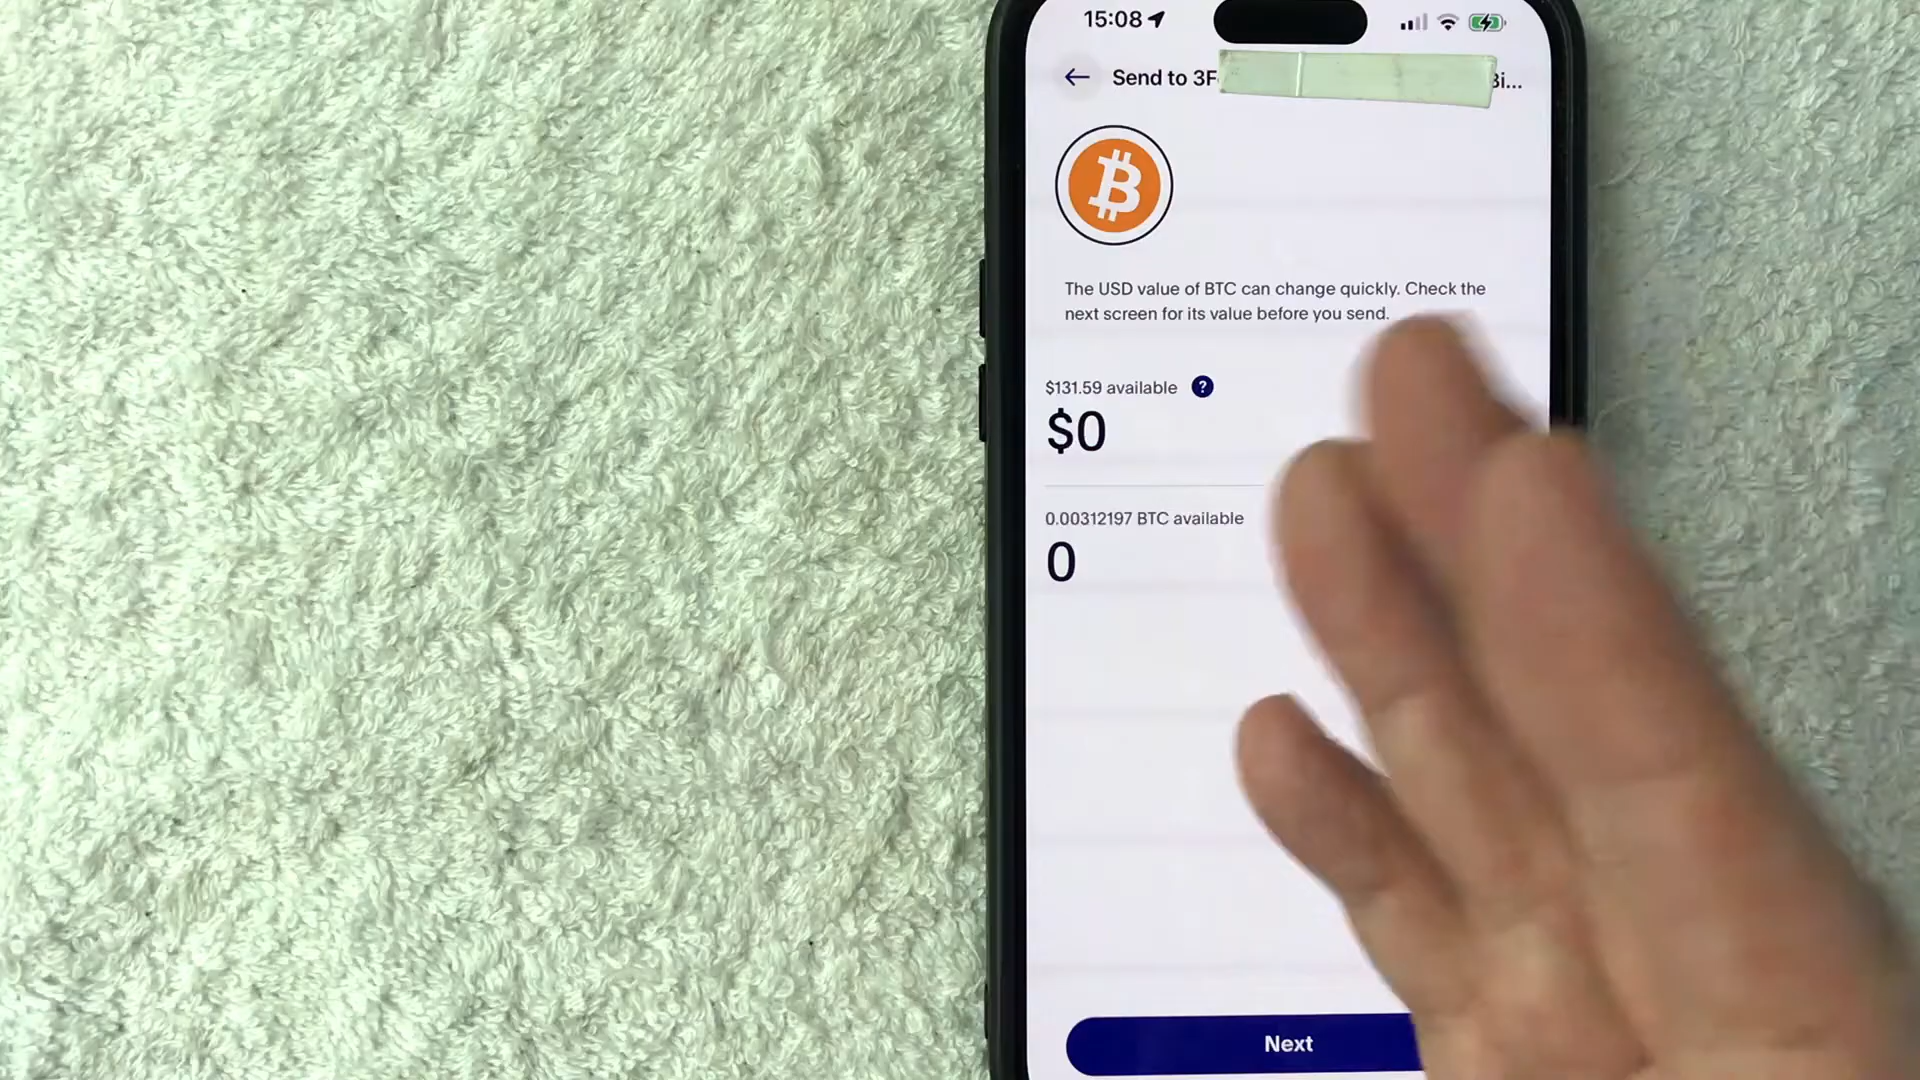 15:08
Send to 3F
The USD value of BTC can change quickly. Check the
next screen for its value before you send.
$131.59 available ?
$0
0.00312197 BTC available
0
Next